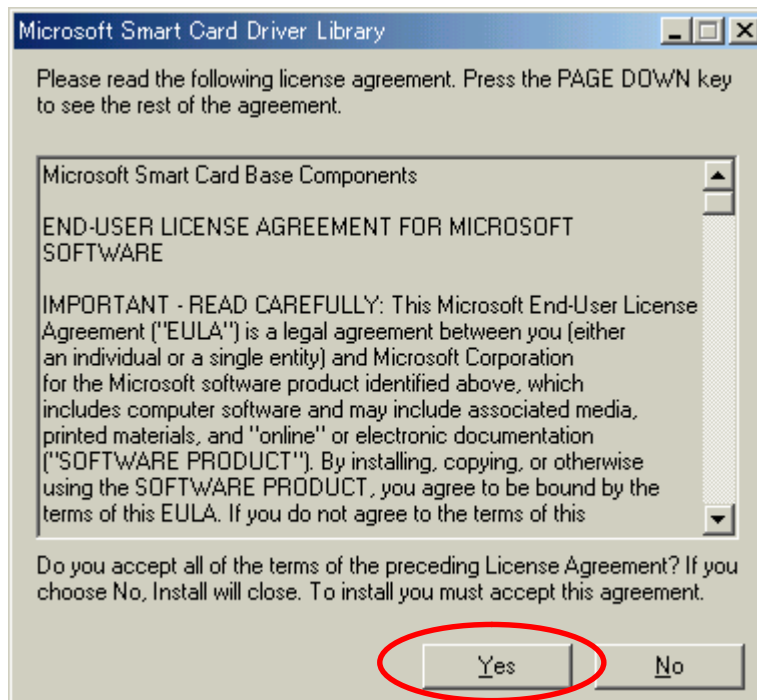 Microsoft Smart Card Driver Library
Please read the following license agreement. Press the PAGE DOWN key
to see the rest of the agreement.
Microsoft Smart Card Base Components
END-USER LICENSE AGREEMENT FOR MICROSOFT
SOFTWARE
IMPORTANT - READ CAREFULLY: This Microsoft End-User License
Agreement ("EULA") is a legal agreement between you (either
an individual or a single entity) and Microsoft Corporation
for the Microsoft software product identified above, which
includes computer software and may include associated media,
printed materials, and "online" or electronic documentation
("SOFTWARE PRODUCT"). By installing, copying, or otherwise
using the SOFTWARE PRODUCT, you agree to be bound by the
terms of this EULA. If you do not agree to the terms of this
Do you accept all of the terms of the preceding License Agreement? If you
choose No, Install will close. To install you must accept this agreement.
Yes No